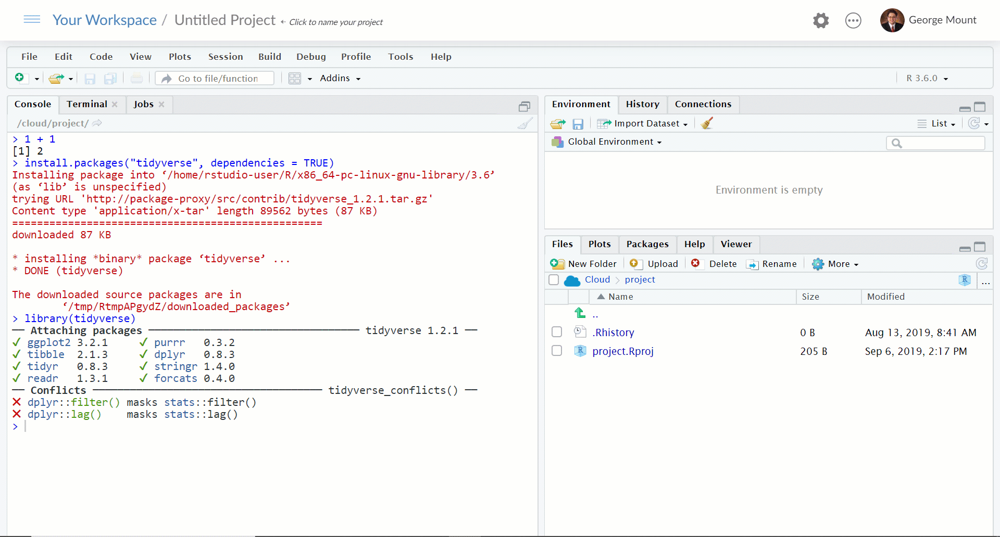 Your Workspace / Untitled Project ← Click to name your project
George Mount
File Edit Code View Plots Session Build Debug Profile Tools Help
Go to file/function Addins R 3.6.0
Console Terminal Jobs
/cloud/project/
> 1 + 1
[1] 2
> install.packages("tidyverse", dependencies = TRUE)
Installing package into ‘/home/rstudio-user/R/x86_64-pc-linux-gnu-library/3.6’
(as ‘lib’ is unspecified)
trying URL 'http://package-proxy/src/contrib/tidyverse_1.2.1.tar.gz'
Content type 'application/x-tar' length 89562 bytes (87 KB)
==================================================
downloaded 87 KB
* installing *binary* package ‘tidyverse’ ...
* DONE (tidyverse)
The downloaded source packages are in
‘/tmp/RtmpAPgydZ/downloaded_packages’
> library(tidyverse)
── Attaching packages ────────────────────────────────── tidyverse 1.2.1 ──
✓ ggplot2 3.2.1 ✓ purrr 0.3.2
✓ tibble 2.1.3 ✓ dplyr 0.8.3
✓ tidyr 0.8.3 ✓ stringr 1.4.0
✓ readr 1.3.1 ✓ forcats 0.4.0
── Conflicts ───────────────────────────────────── tidyverse_conflicts() ──
✕ dplyr::filter() masks stats::filter()
✕ dplyr::lag() masks stats::lag()
>
Environment History Connections
Import Dataset List
Global Environment
Environment is empty
Files Plots Packages Help Viewer
New Folder Upload Delete Rename More
Cloud project R ...
Name Size Modified
..
.Rhistory 0 B Aug 13, 2019, 8:41 AM
R project.Rproj 205 B Sep 6, 2019, 2:17 PM